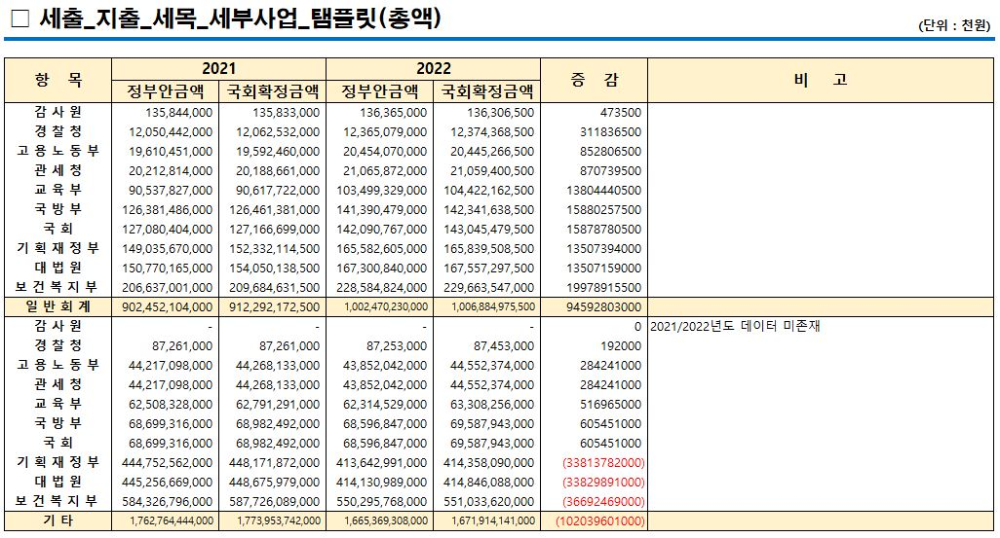 □ 세출_지출_세목_세부사업_탬플릿(총액)
(단위 : 천원)
항 목 2021 2022 증 감 비 고
정부안금액 국회확정금액 정부안금액 국회확정금액
감 사 원 135,844,000 135,833,000 136,365,000 136,306,500 473500
경 찰 청 12,050,442,000 12,062,532,000 12,365,079,000 12,374,368,500 311836500
고 용 노 동 부 19,610,451,000 19,592,460,000 20,454,070,000 20,445,266,500 852806500
관 세 청 20,212,814,000 20,188,661,000 21,065,872,000 21,059,400,500 870739500
교 육 부 90,537,827,000 90,617,722,000 103,499,329,000 104,422,162,500 13804440500
국 방 부 126,381,486,000 126,461,381,000 141,390,479,000 142,341,638,500 15880257500
국 회 127,080,404,000 127,166,699,000 142,090,767,000 143,045,479,500 15878780500
기 획 재 정 부 149,035,670,000 152,332,114,500 165,582,605,000 165,839,508,500 13507394000
대 법 원 150,770,165,000 154,050,138,500 167,300,840,000 167,557,297,500 13507159000
보 건 복 지 부 206,637,001,000 209,684,631,500 228,584,824,000 229,663,547,000 19978915500
일 반 회 계 902,452,104,000 912,292,172,500 1,002,470,230,000 1,006,884,975,500 94592803000
감 사 원 - - - - 0 2021/2022년도 데이터 미존재
경 찰 청 87,261,000 87,261,000 87,253,000 87,453,000 192000
고 용 노 동 부 44,217,098,000 44,268,133,000 43,852,042,000 44,552,374,000 284241000
관 세 청 44,217,098,000 44,268,133,000 43,852,042,000 44,552,374,000 284241000
교 육 부 62,508,328,000 62,791,291,000 62,314,529,000 63,308,256,000 516965000
국 방 부 68,699,316,000 68,982,492,000 68,596,847,000 69,587,943,000 605451000
국 회 68,699,316,000 68,982,492,000 68,596,847,000 69,587,943,000 605451000
기 획 재 정 부 444,752,562,000 448,171,872,000 413,642,991,000 414,358,090,000 (33813782000)
대 법 원 445,256,669,000 448,675,979,000 414,130,989,000 414,846,088,000 (33829891000)
보 건 복 지 부 584,326,796,000 587,726,089,000 550,295,768,000 551,033,620,000 (36692469000)
기 타 1,762,764,444,000 1,773,953,742,000 1,665,369,308,000 1,671,914,141,000 (102039601000)